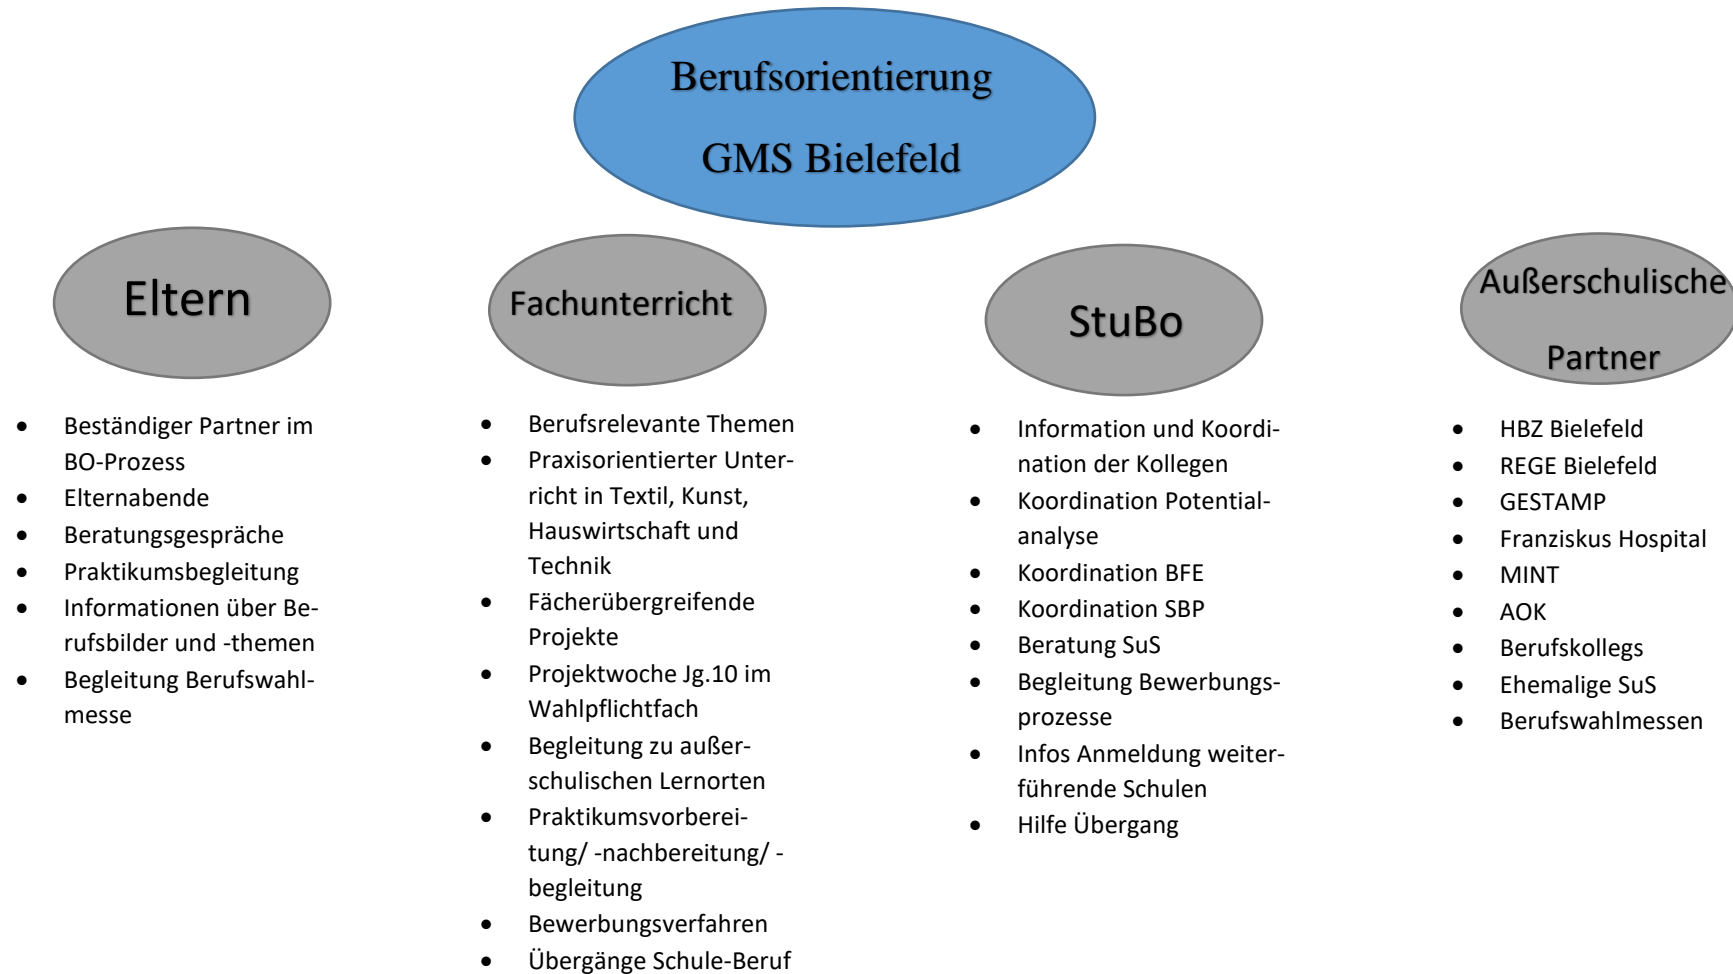 Berufsorientierung
GMS Bielefeld
Eltern
Beständiger Partner im
BO-Prozess
Elternabende
Beratungsgespräche
Praktikumsbegleitung
Informationen über Be-
rufsbilder und -themen
Begleitung Berufswahl-
messe
Fachunterricht
Berufsrelevante Themen
Praxisorientierter Unter-
richt in Textil, Kunst,
Hauswirtschaft und
Technik
Fächerübergreifende
Projekte
Projektwoche Jg.10 im
Wahlpflichtfach
Begleitung zu außer-
schulischen Lernorten
Praktikumsvorberei-
tung/ -nachbereitung/ -
begleitung
Bewerbungsverfahren
Übergänge Schule-Beruf
StuBo
Information und Koordi-
nation der Kollegen
Koordination Potential-
analyse
Koordination BFE
Koordination SBP
Beratung SuS
Begleitung Bewerbungs-
prozesse
Infos Anmeldung weiter-
führende Schulen
Hilfe Übergang
Außerschulische
Partner
HBZ Bielefeld
REGE Bielefeld
GESTAMP
Franziskus Hospital
MINT
AOK
Berufskollegs
Ehemalige SuS
Berufswahlmessen